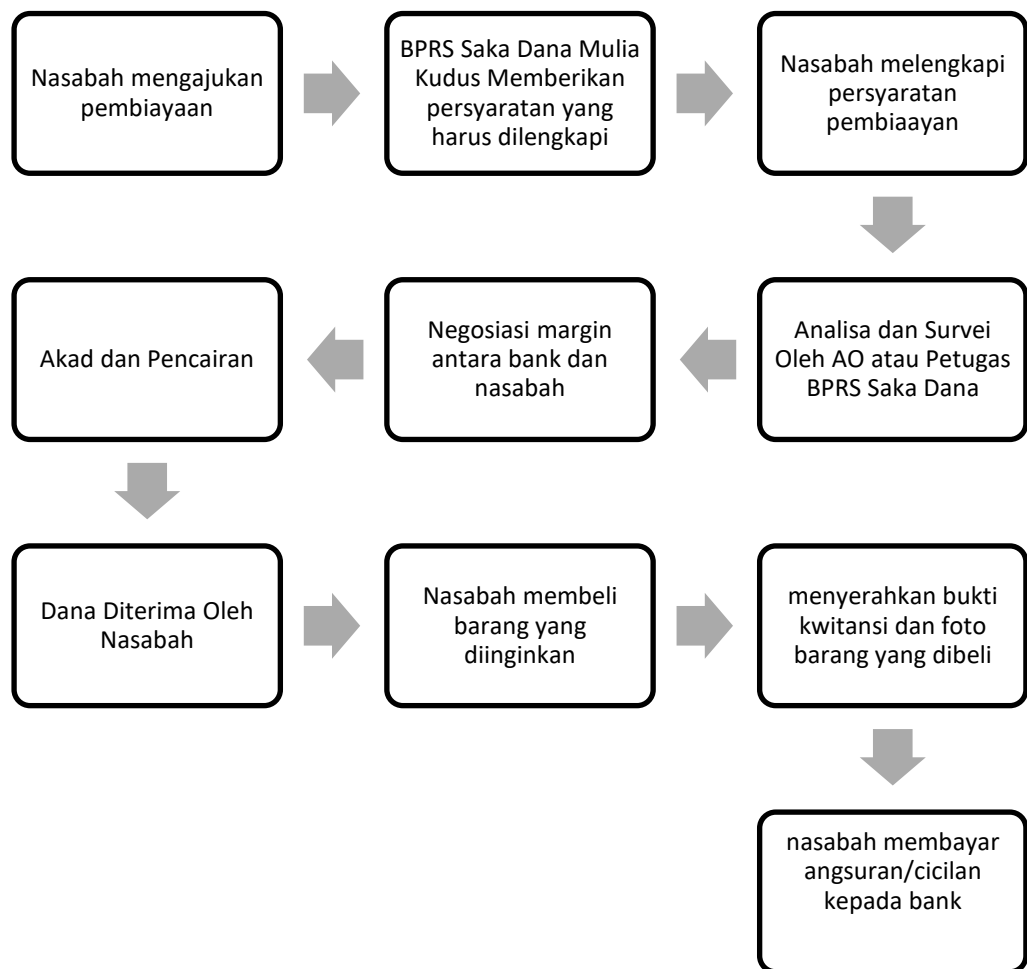 Nasabah mengajukan
pembiayaan
BPRS Saka Dana Mulia
Kudus Memberikan
persyaratan yang
harus dilengkapi
Nasabah melengkapi
persyaratan
pembiaayan
Analisa dan Survei
Oleh AO atau Petugas
BPRS Saka Dana
Negosiasi margin
antara bank dan
nasabah
Akad dan Pencairan
Dana Diterima Oleh
Nasabah
Nasabah membeli
barang yang
diinginkan
menyerahkan bukti
kwitansi dan foto
barang yang dibeli
nasabah membayar
angsuran/cicilan
kepada bank